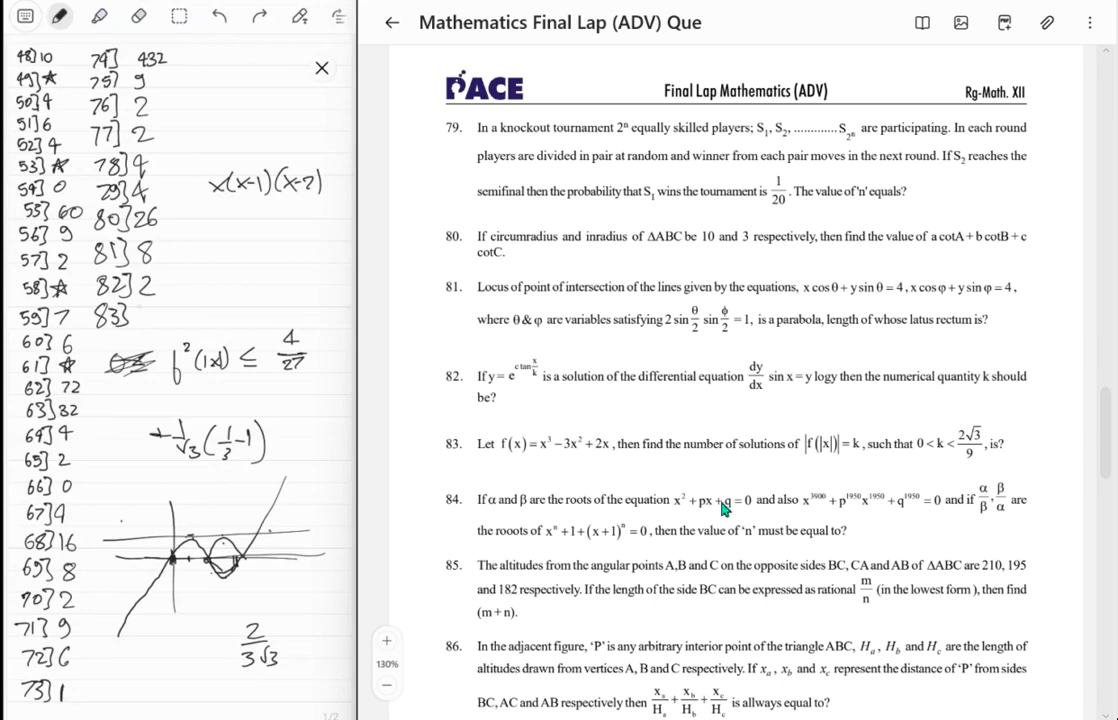 Mathematics Final Lap (ADV) Que
48] 10
49] ★
50] 4
51] 6
52] 4
53] ★
54] 0
55] 60
56] 9
57] 2
58] ★
59] 7
60] 6
61] ★
62] 72
63] 32
64] 4
65] 2
66] 0
67] 4
68] 16
69] 8
70] 2
71] 9
72] 6
73] 1
74] 432
75] 9
76] 2
77] 2
78] 4
79] 4
80] 26
81] 8
82] 2
83]
x(x-1)(x-2)
≤ 4/27
1/√3 (1/3 -1)
2/3√3
1/2
PACE
Final Lap Mathematics (ADV)
Rg-Math. XII
79. In a knockout tournament 2ⁿ equally skilled players; S₁, S₂, ............. S₂ₙ are participating. In each round
players are divided in pair at random and winner from each pair moves in the next round. If S₂ reaches the
semifinal then the probability that S₁ wins the tournament is 1/20. The value of 'n' equals?
80. If circumradius and inradius of ΔABC be 10 and 3 respectively, then find the value of a cotA + b cotB + c
cotC.
81. Locus of point of intersection of the lines given by the equations, x cos θ + y sin θ = 4, x cos φ + y sin φ = 4,
where θ & φ are variables satisfying 2 sin θ/2 sin ϕ/2 = 1, is a parabola, length of whose latus rectum is?
82. If y = e^(c tan x/k) is a solution of the differential equation dy/dx sin x = y logy then the numerical quantity k should
be?
83. Let f(x) = x³ − 3x² + 2x, then find the number of solutions of |f(|x|)| = k, such that 0 < k < 2√3/9, is?
84. If α and β are the roots of the equation x² + px + q = 0 and also x³⁹⁰⁰ + p¹⁹⁵⁰x¹⁹⁵⁰ + q¹⁹⁵⁰ = 0 and if α/β, β/α are
the rooots of xⁿ + 1 + (x + 1)ⁿ = 0, then the value of 'n' must be equal to?
85. The altitudes from the angular points A,B and C on the opposite sides BC, CA and AB of ΔABC are 210, 195
and 182 respectively. If the length of the side BC can be expressed as rational m/n (in the lowest form ), then find
(m + n).
86. In the adjacent figure, 'P' is any arbitrary interior point of the triangle ABC, Hₐ, H_b and H_c are the length of
altitudes drawn from vertices A, B and C respectively. If xₐ, x_b and x_c represent the distance of 'P' from sides
BC, AC and AB respectively then xₐ/Hₐ + x_b/H_b + x_c/H_c is allways equal to?
130%